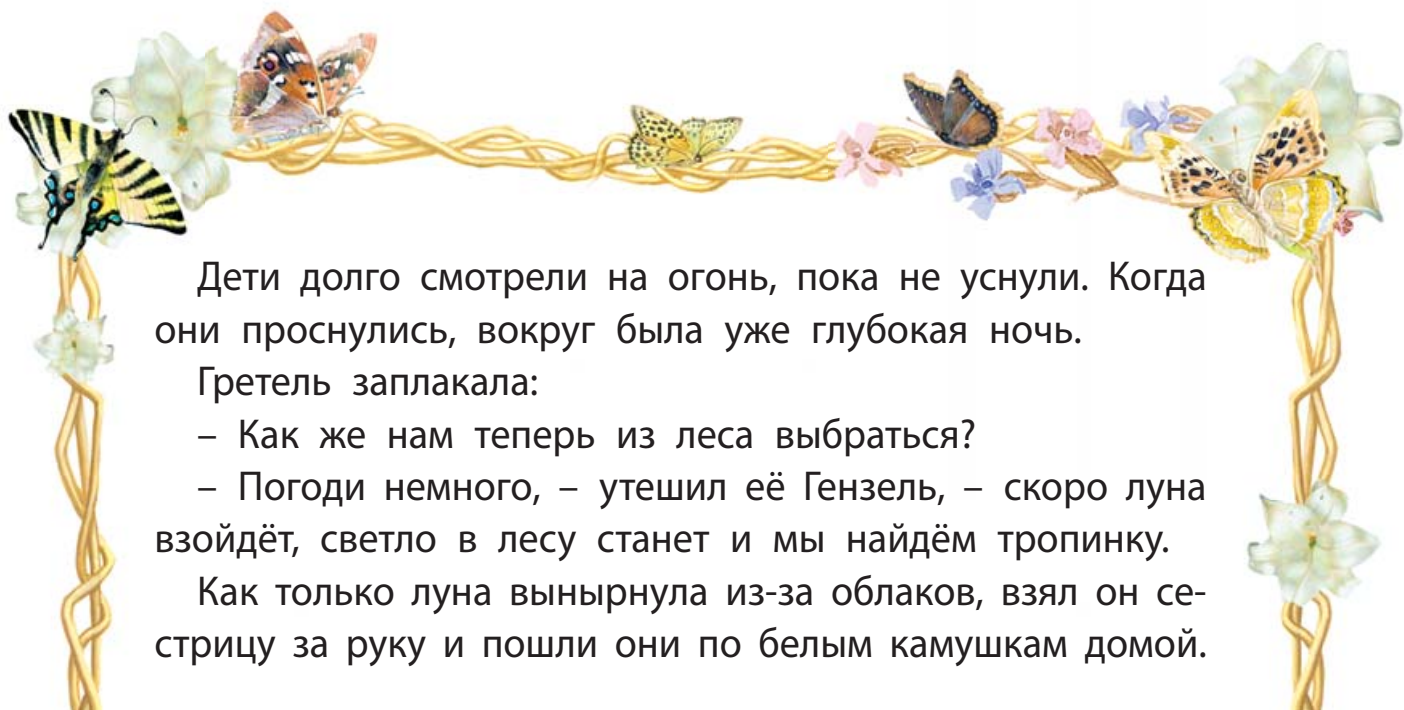 Дети долго смотрели на огонь, пока не уснули. Когда
они проснулись, вокруг была уже глубокая ночь.
Гретель заплакала:
– Как же нам теперь из леса выбраться?
– Погоди немного, – утешил её Гензель, – скоро луна
взойдёт, светло в лесу станет и мы найдём тропинку.
Как только луна вынырнула из-за облаков, взял он се-
стрицу за руку и пошли они по белым камушкам домой.